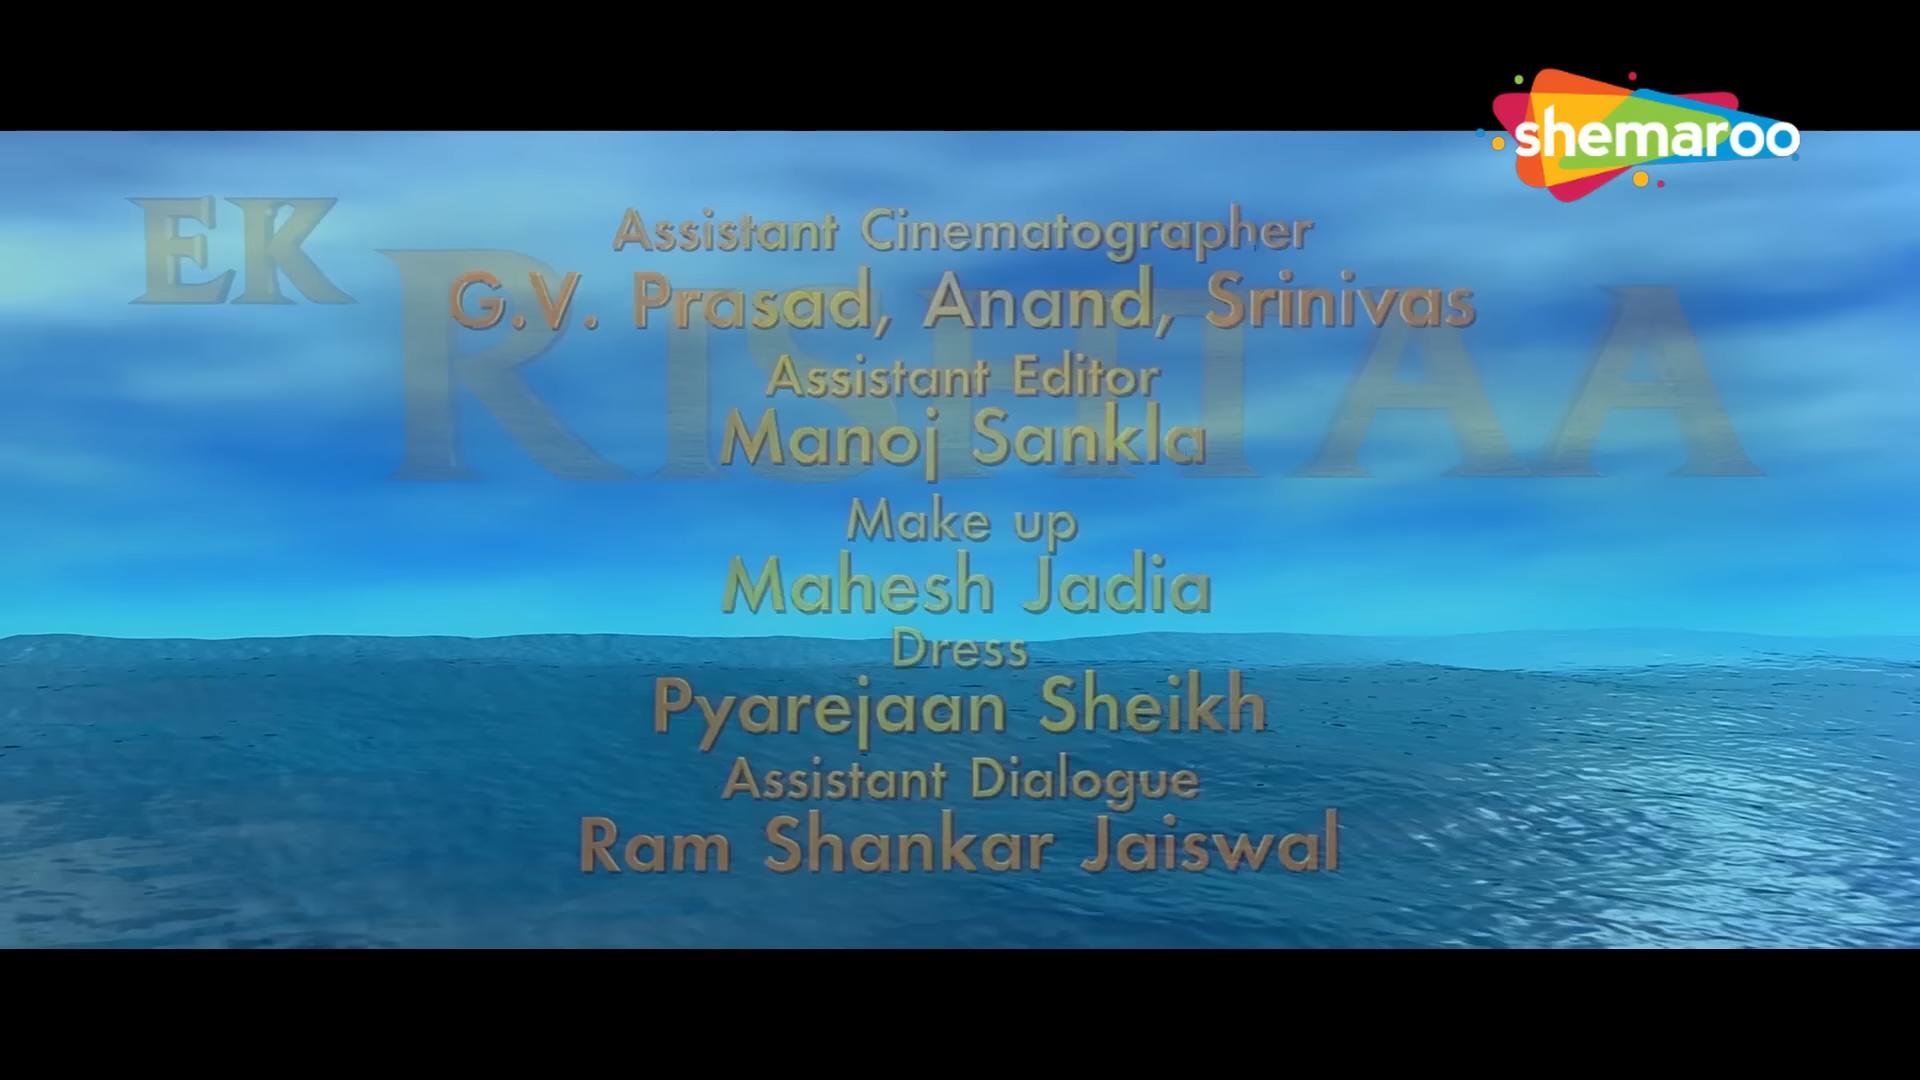 shemaroo
EK
RISHTAA
Assistant Cinematographer
G.V. Prasad, Anand, Srinivas
Assistant Editor
Manoj Sankla
Make up
Mahesh Jadia
Dress
Pyarejaan Sheikh
Assistant Dialogue
Ram Shankar Jaiswal